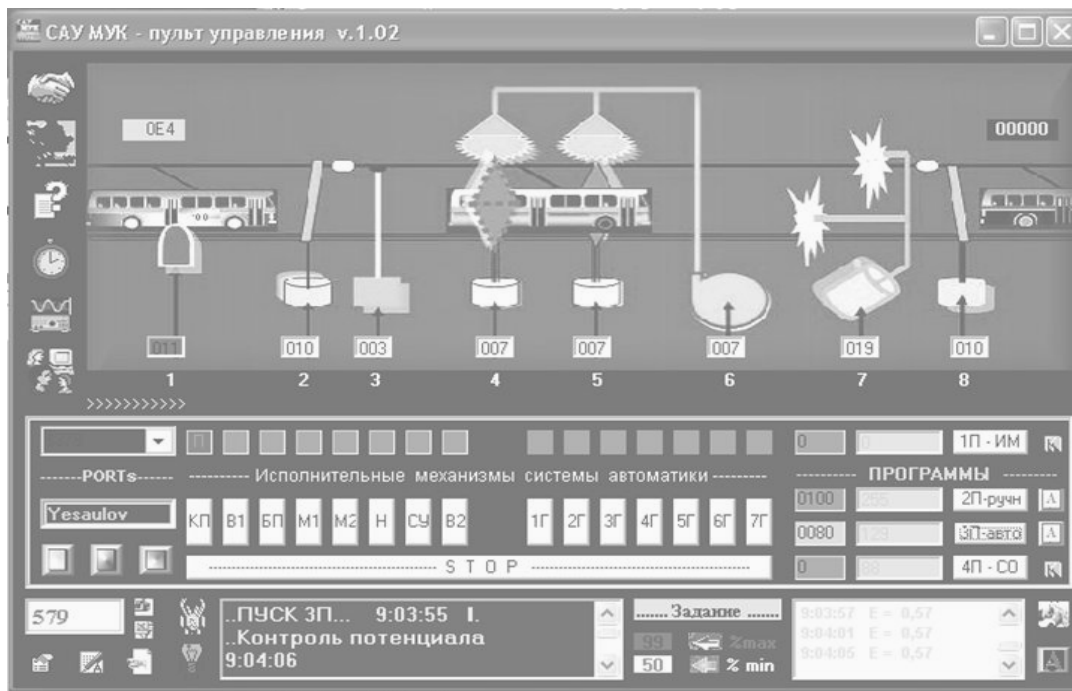 САУ МУК - пульт управления v.1.02
0E4
00000
011 010 003 007 007 007 019 010
1 2 3 4 5 6 7 8
>>>>>>>>>>>
П 0 0 1П - ИМ
-----PORTs----- --------- Исполнительные механизмы системы автоматики --------- -------- ПРОГРАММЫ -------
0100 255 2П-ручн A
Yesaulov КП В1 БП М1 М2 Н СУ В2 1Г 2Г 3Г 4Г 5Г 6Г 7Г
0080 129 3П-авто A
S T O P 0 88 4П - СО
579 ..ПУСК 3П... 9:03:55 I. ...... Задание ...... 9:03:57 E = 0,57
..Контроль потенциала 99 %max 9:04:01 E = 0,57
9:04:06 50 % min 9:04:05 E = 0,57